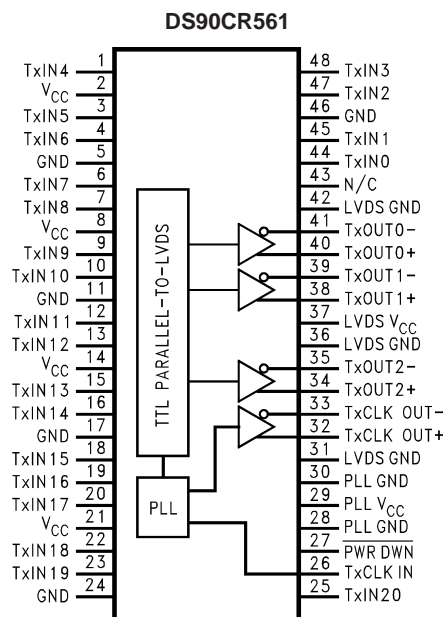 DS90CR561
1
TxIN4
2
VCC
3
TxIN5
4
TxIN6
5
GND
6
TxIN7
7
TxIN8
8
VCC
9
TxIN9
10
TxIN10
11
GND
12
TxIN11
13
TxIN12
14
VCC
15
TxIN13
16
TxIN14
17
GND
18
TxIN15
19
TxIN16
20
TxIN17
21
VCC
22
TxIN18
23
TxIN19
24
GND
TTL PARALLEL-TO-LVDS
PLL
48
TxIN3
47
TxIN2
46
GND
45
TxIN1
44
TxIN0
43
N/C
42
LVDS GND
41
TxOUT0-
40
TxOUT0+
39
TxOUT1-
38
TxOUT1+
37
LVDS VCC
36
LVDS GND
35
TxOUT2-
34
TxOUT2+
33
TxCLK OUT-
32
TxCLK OUT+
31
LVDS GND
30
PLL GND
29
PLL VCC
28
PLL GND
27
PWR DWN
26
TxCLK IN
25
TxIN20